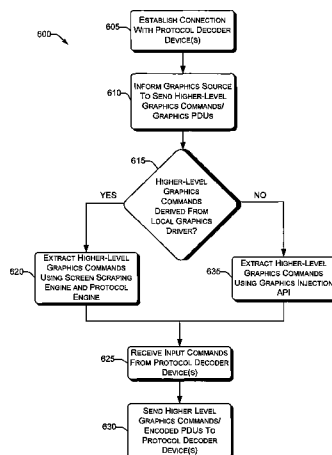 600
605
ESTABLISH CONNECTION
WITH PROTOCOL DECODER
DEVICE(S)
610
INFORM GRAPHICS SOURCE
TO SEND HIGHER-LEVEL
GRAPHICS COMMANDS/
GRAPHICS PDUS
615
HIGHER-LEVEL
GRAPHICS
COMMANDS
DERIVED FROM
LOCAL GRAPHICS
DRIVER?
YES
NO
620
EXTRACT HIGHER-LEVEL
GRAPHICS COMMANDS
USING SCREEN SCRAPING
ENGINE AND PROTOCOL
ENGINE
635
EXTRACT HIGHER-LEVEL
GRAPHICS COMMANDS
USING GRAPHICS INJECTION
API
625
RECEIVE INPUT COMMANDS
FROM PROTOCOL DECODER
DEVICE(S)
630
SEND HIGHER LEVEL
GRAPHICS COMMANDS/
ENCODED PDUS TO
PROTOCOL DECODER
DEVICE(S)